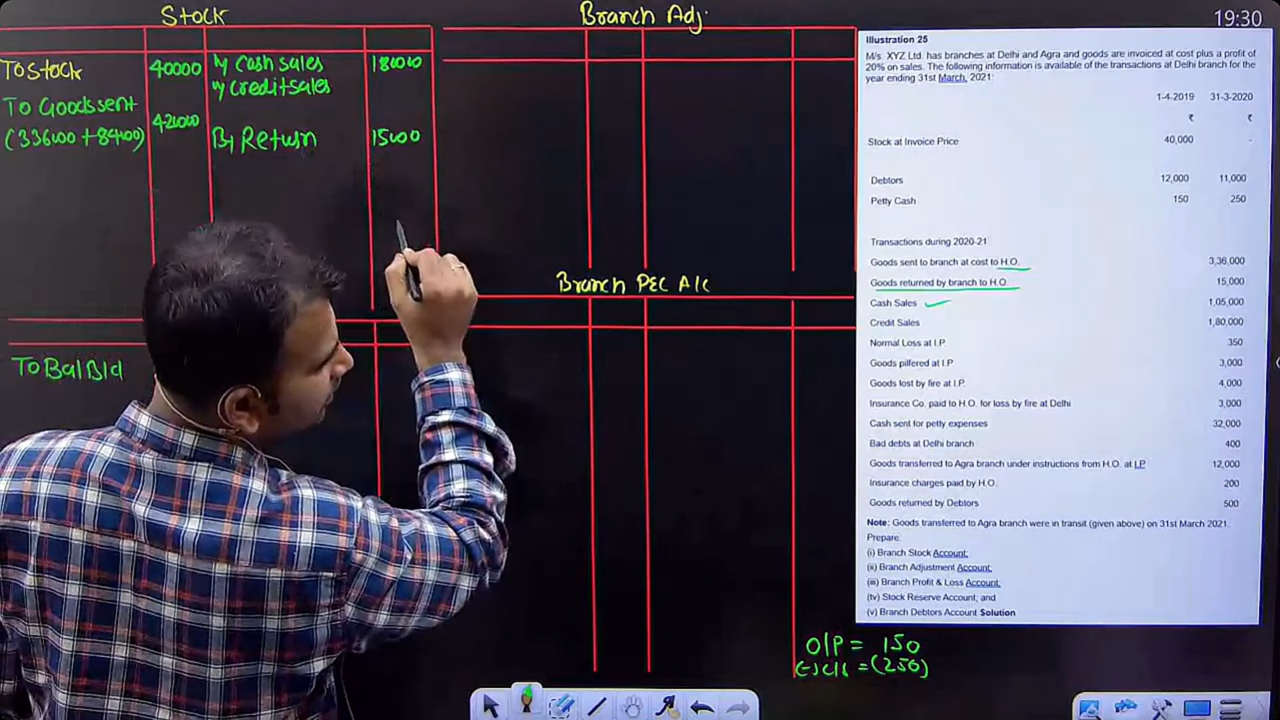 Stock
To stock 40000 By Cash sales 180000
By credit sales
To Goods sent
(336000 + 84000) 420000 By Return 15000
To Bal B/d
Branch Adj.
Branch P&L A/c
O/P = 150
(-) C/S = (250)
19:30
Illustration 25
M/s. XYZ Ltd. has branches at Delhi and Agra and goods are invoiced at cost plus a profit of
20% on sales. The following information is available of the transactions at Delhi branch for the
year ending 31st March, 2021:
1-4-2019 31-3-2020
₹ ₹
Stock at Invoice Price 40,000 -
Debtors 12,000 11,000
Petty Cash 150 250
Transactions during 2020-21
Goods sent to branch at cost to H.O. 3,36,000
Goods returned by branch to H.O. 15,000
Cash Sales 1,05,000
Credit Sales 1,80,000
Normal Loss at I.P. 350
Goods pilfered at I.P. 3,000
Goods lost by fire at I.P. 4,000
Insurance Co. paid to H.O. for loss by fire at Delhi 3,000
Cash sent for petty expenses 32,000
Bad debts at Delhi branch 400
Goods transferred to Agra branch under instructions from H.O. at I.P 12,000
Insurance charges paid by H.O. 200
Goods returned by Debtors 500
Note: Goods transferred to Agra branch were in transit (given above) on 31st March 2021.
Prepare:
(i) Branch Stock Account;
(ii) Branch Adjustment Account;
(iii) Branch Profit & Loss Account;
(iv) Stock Reserve Account; and
(v) Branch Debtors Account Solution